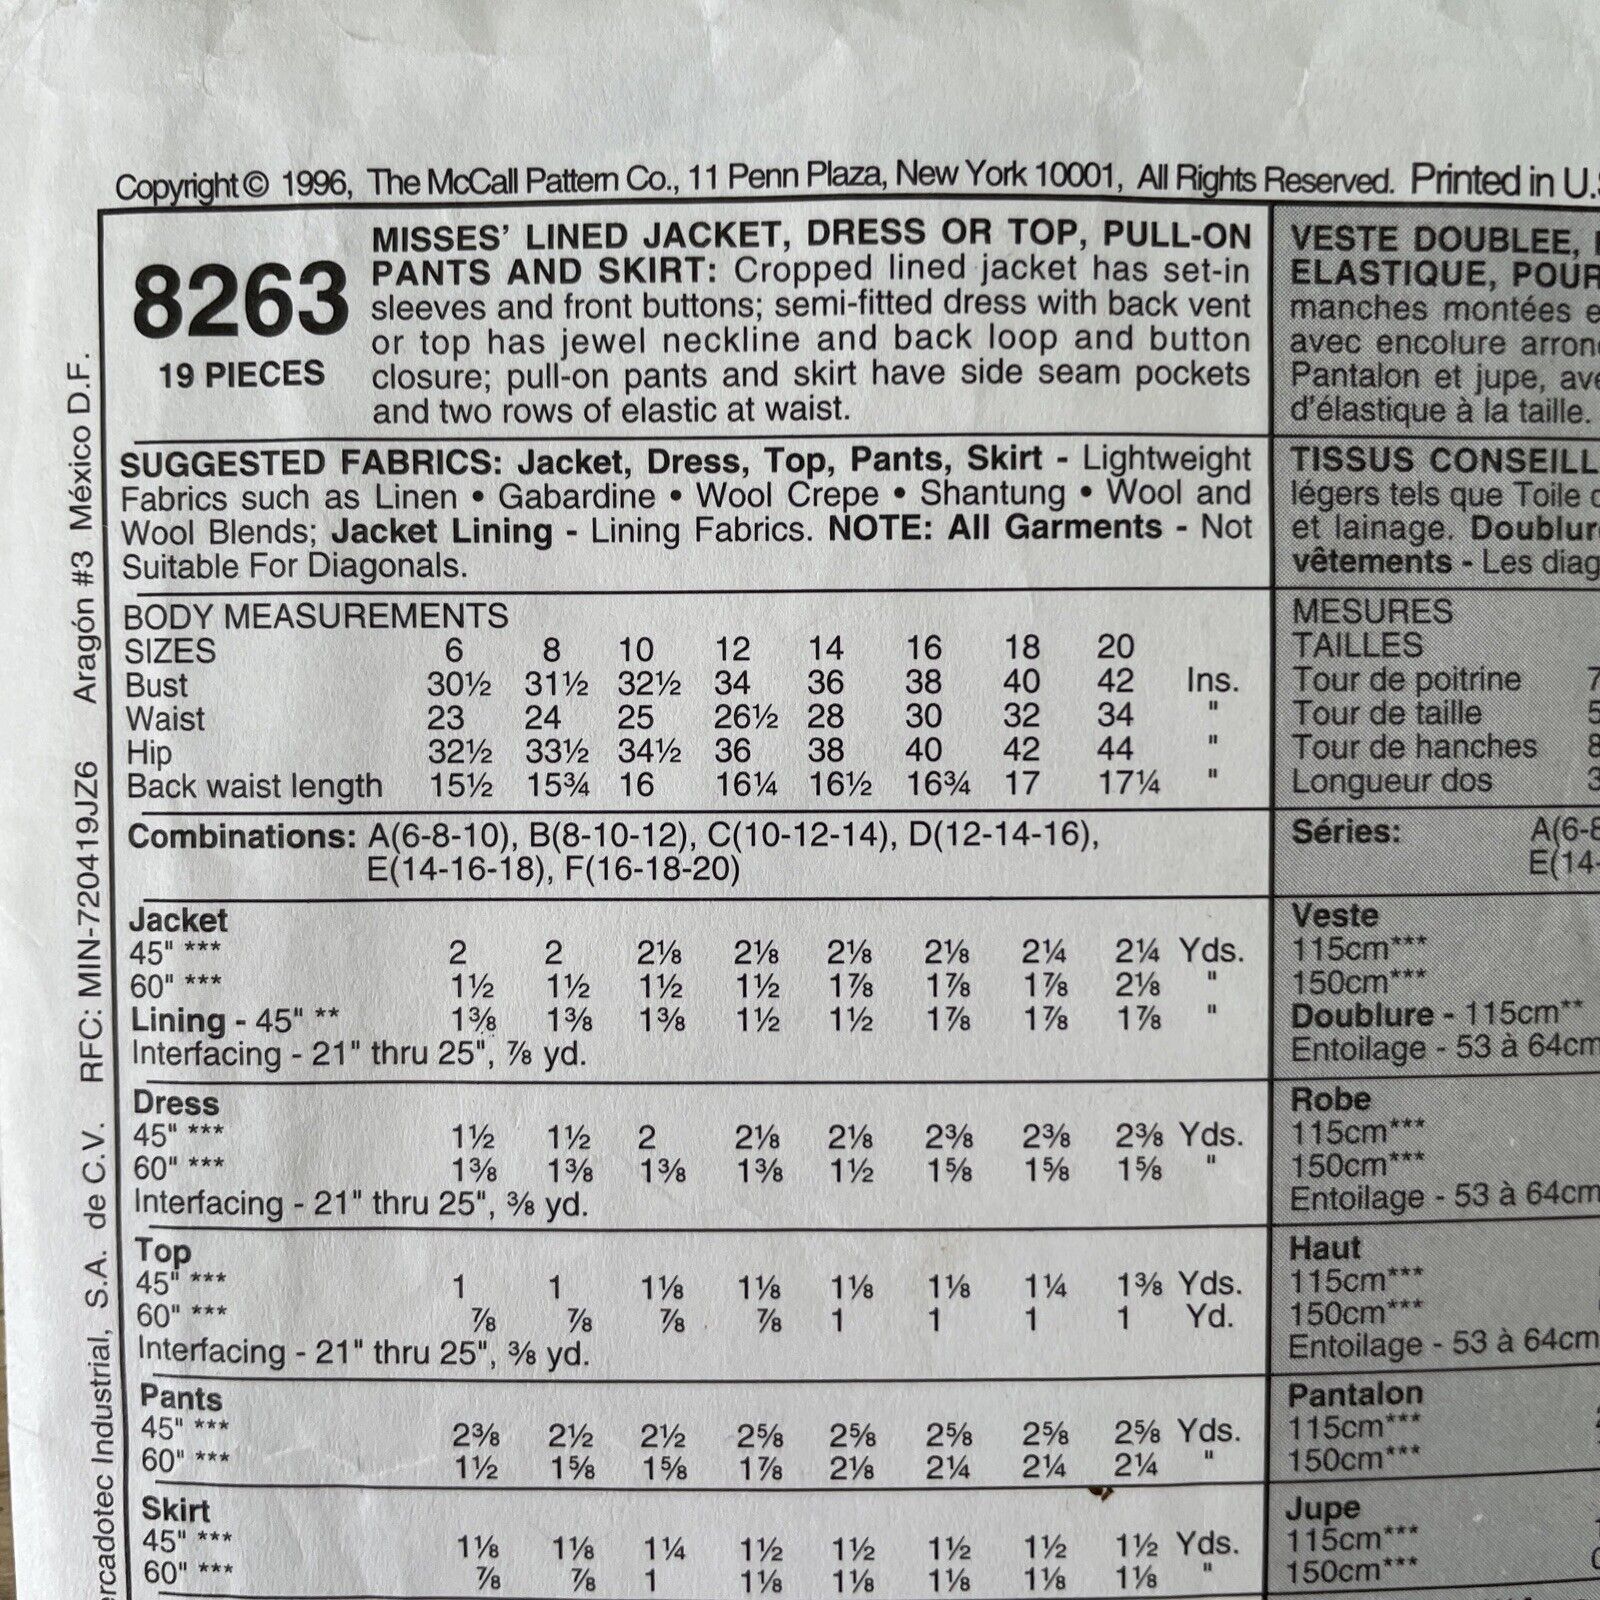 Copyright © 1996, The McCall Pattern Co., 11 Penn Plaza, New York 10001, All Rights Reserved. Printed in U.S
8263
19 PIECES
MISSES' LINED JACKET, DRESS OR TOP, PULL-ON
PANTS AND SKIRT: Cropped lined jacket has set-in
sleeves and front buttons; semi-fitted dress with back vent
or top has jewel neckline and back loop and button
closure; pull-on pants and skirt have side seam pockets
and two rows of elastic at waist.
SUGGESTED FABRICS: Jacket, Dress, Top, Pants, Skirt - Lightweight
Fabrics such as Linen • Gabardine • Wool Crepe • Shantung • Wool and
Wool Blends; Jacket Lining - Lining Fabrics. NOTE: All Garments - Not
Suitable For Diagonals.
BODY MEASUREMENTS
SIZES 6 8 10 12 14 16 18 20
Bust 30½ 31½ 32½ 34 36 38 40 42 Ins.
Waist 23 24 25 26½ 28 30 32 34 "
Hip 32½ 33½ 34½ 36 38 40 42 44 "
Back waist length 15½ 15¾ 16 16¼ 16½ 16¾ 17 17¼ "
Combinations: A(6-8-10), B(8-10-12), C(10-12-14), D(12-14-16),
E(14-16-18), F(16-18-20)
Jacket
45" *** 2 2 2⅛ 2⅛ 2⅛ 2⅛ 2¼ 2¼ Yds.
60" *** 1½ 1½ 1½ 1½ 1⅞ 1⅞ 1⅞ 2⅛ "
Lining - 45" ** 1⅜ 1⅜ 1⅜ 1½ 1½ 1⅞ 1⅞ 1⅞ "
Interfacing - 21" thru 25", ⅞ yd.
Dress
45" *** 1½ 1½ 2 2⅛ 2⅛ 2⅜ 2⅜ 2⅜ Yds.
60" *** 1⅜ 1⅜ 1⅜ 1⅜ 1½ 1⅝ 1⅝ 1⅝ "
Interfacing - 21" thru 25", ⅜ yd.
Top
45" *** 1 1 1⅛ 1⅛ 1⅛ 1⅛ 1¼ 1⅜ Yds.
60" *** ⅞ ⅞ ⅞ ⅞ 1 1 1 1 Yd.
Interfacing - 21" thru 25", ⅜ yd.
Pants
45" *** 2⅜ 2½ 2½ 2⅝ 2⅝ 2⅝ 2⅝ 2⅝ Yds.
60" *** 1½ 1⅝ 1⅝ 1⅞ 2⅛ 2¼ 2¼ 2¼ "
Skirt
45" *** 1⅛ 1⅛ 1¼ 1½ 1½ 1½ 1½ 1½ Yds.
60" *** ⅞ ⅞ 1 1⅛ 1⅛ 1⅛ 1⅛ 1⅛ "
VESTE DOUBLEE,
ELASTIQUE, POUR
manches montées e
avec encolure arron
Pantalon et jupe, ave
d'élastique à la taille.
TISSUS CONSEILL
légers tels que Toile
et lainage. Doublur
vêtements - Les diag
MESURES
TAILLES
Tour de poitrine 7
Tour de taille 5
Tour de hanches 8
Longueur dos 3
Séries: A(6-8
E(14-
Veste
115cm***
150cm***
Doublure - 115cm**
Entoilage - 53 à 64cm
Robe
115cm***
150cm***
Entoilage - 53 à 64cm
Haut
115cm***
150cm***
Entoilage - 53 à 64cm
Pantalon
115cm***
150cm***
Jupe
115cm***
150cm***
ercadotec Industrial, S.A. de C.V. RFC: MIN-720419JZ6 Aragón #3 México D.F.